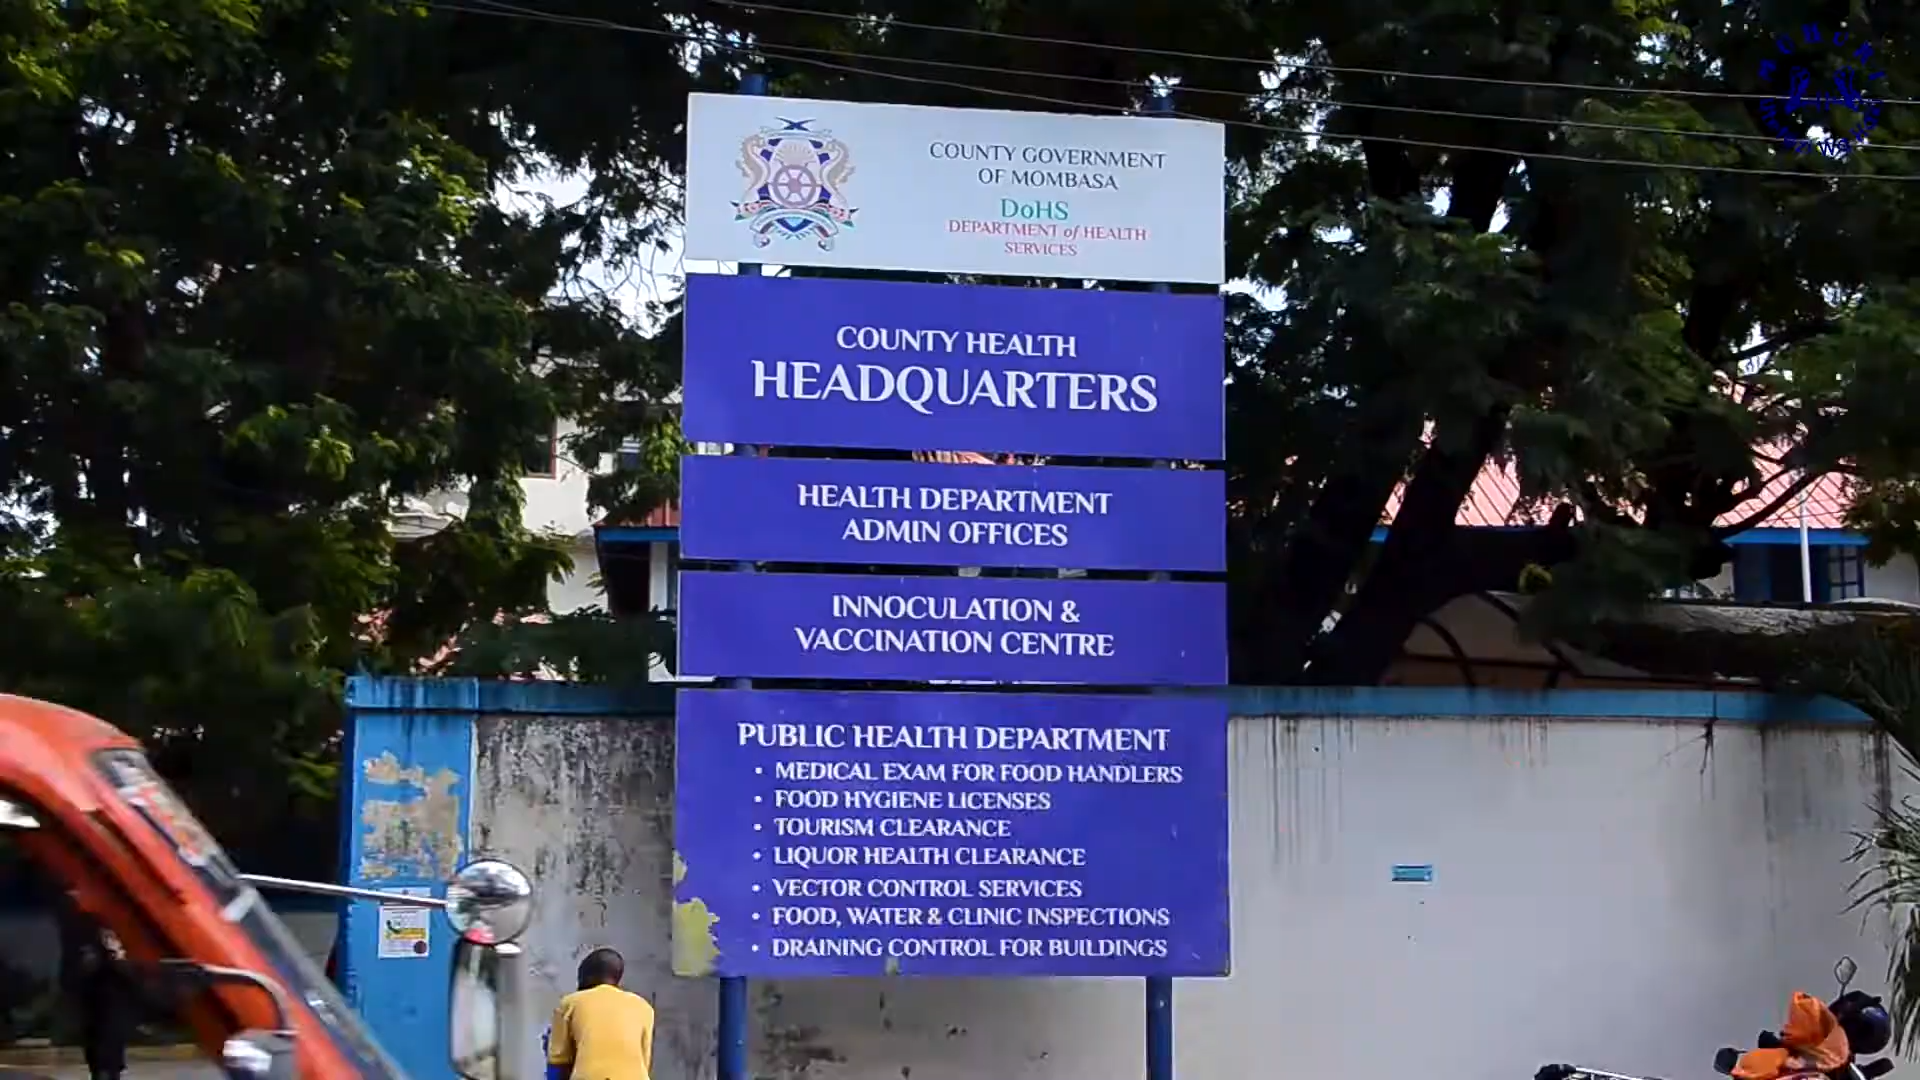 COUNTY GOVERNMENT
OF MOMBASA
DoHS
DEPARTMENT of HEALTH
SERVICES
COUNTY HEALTH
HEADQUARTERS
HEALTH DEPARTMENT
ADMIN OFFICES
INNOCULATION &
VACCINATION CENTRE
PUBLIC HEALTH DEPARTMENT
• MEDICAL EXAM FOR FOOD HANDLERS
• FOOD HYGIENE LICENSES
• TOURISM CLEARANCE
• LIQUOR HEALTH CLEARANCE
• VECTOR CONTROL SERVICES
• FOOD, WATER & CLINIC INSPECTIONS
• DRAINING CONTROL FOR BUILDINGS